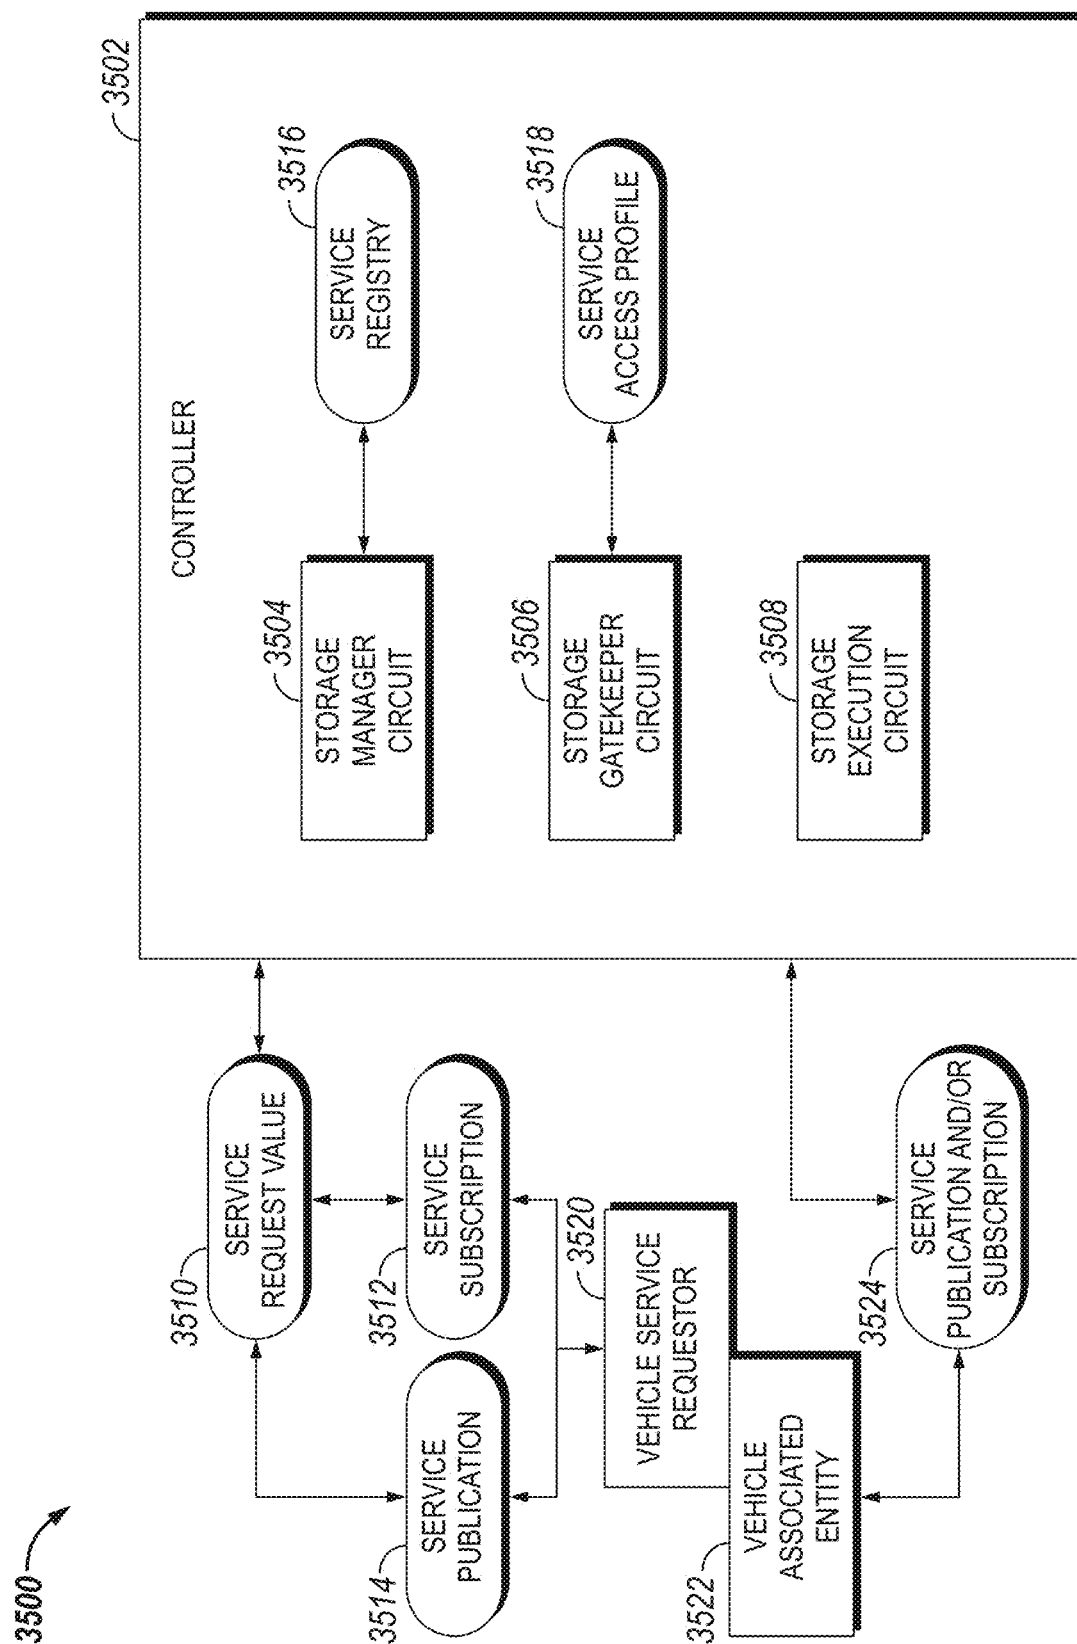 3500
3502
CONTROLLER
3504
STORAGE
MANAGER
CIRCUIT
3516
SERVICE
REGISTRY
3506
STORAGE
GATEKEEPER
CIRCUIT
3518
SERVICE
ACCESS PROFILE
3508
STORAGE
EXECUTION
CIRCUIT
3510
SERVICE
REQUEST VALUE
3514
SERVICE
PUBLICATION
3512
SERVICE
SUBSCRIPTION
3520
VEHICLE SERVICE
REQUESTOR
3522
VEHICLE
ASSOCIATED
ENTITY
3524
SERVICE
PUBLICATION AND/OR
SUBSCRIPTION